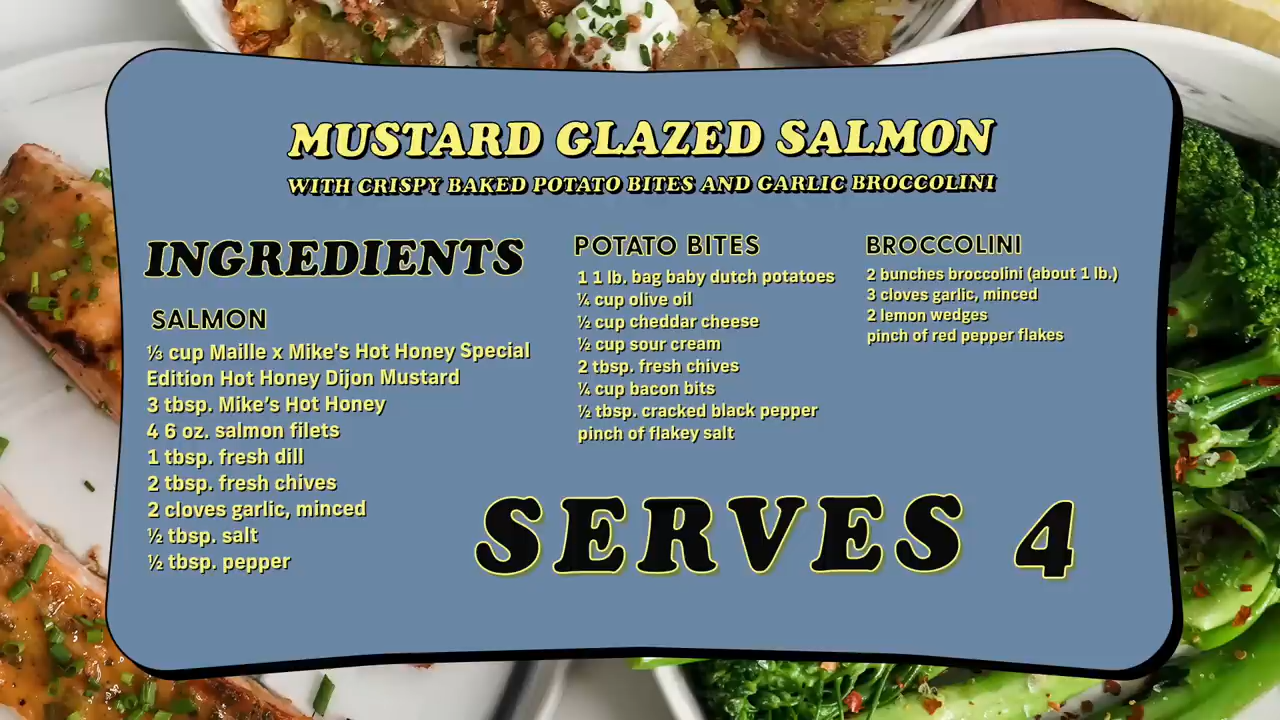 MUSTARD GLAZED SALMON
WITH CRISPY BAKED POTATO BITES AND GARLIC BROCCOLINI
INGREDIENTS
SALMON
⅓ cup Maille x Mike's Hot Honey Special
Edition Hot Honey Dijon Mustard
3 tbsp. Mike's Hot Honey
4 6 oz. salmon filets
1 tbsp. fresh dill
2 tbsp. fresh chives
2 cloves garlic, minced
½ tbsp. salt
½ tbsp. pepper
POTATO BITES
1 1 lb. bag baby dutch potatoes
¼ cup olive oil
½ cup cheddar cheese
½ cup sour cream
2 tbsp. fresh chives
¼ cup bacon bits
½ tbsp. cracked black pepper
pinch of flakey salt
BROCCOLINI
2 bunches broccolini (about 1 lb.)
3 cloves garlic, minced
2 lemon wedges
pinch of red pepper flakes
SERVES 4